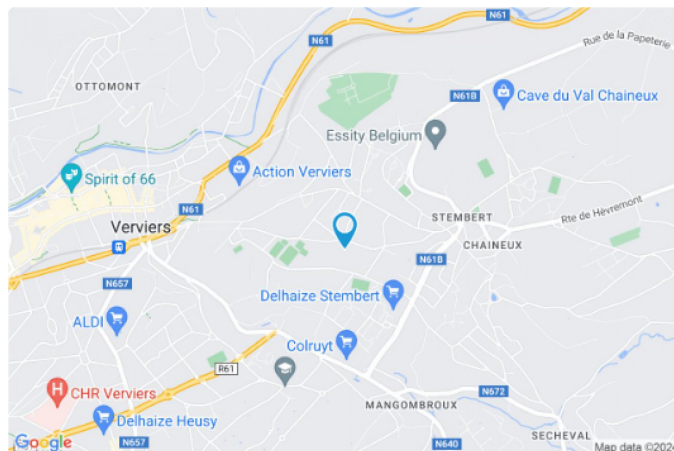 N61
Rue de la Papeterie
OTTOMONT
N61B
Cave du Val Chaineux
Essity Belgium
Action Verviers
Spirit of 66
N61
STEMBERT
Rte de Hèvremont
Verviers
CHAINEUX
N657
N61B
Delhaize Stembert
ALDI
Colruyt
R61
CHR Verviers
N672
MANGOMBROUX
Delhaize Heusy
SECHEVAL
Google
N657
N640
Map data ©2024